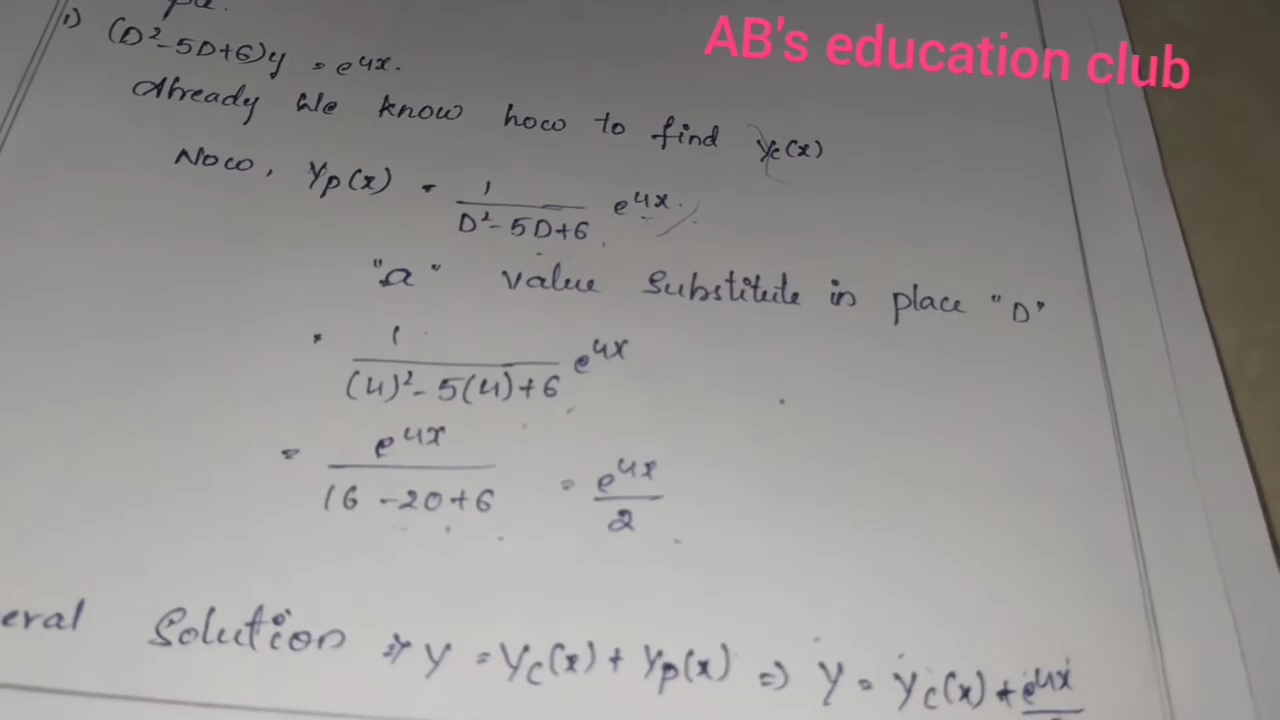 AB's education club
1) (D²-5D+6)y = e⁴ˣ.
Already We know how to find yc(x)
Now, Yp(x) = 1/(D²-5D+6) e⁴ˣ.
"a" value substitute in place "D"
= 1/((4)²-5(4)+6) e⁴ˣ
= e⁴ˣ/(16-20+6) = e⁴ˣ/2
eral Solution => y = yc(x) + yp(x) => y = yc(x) + e⁴ˣ